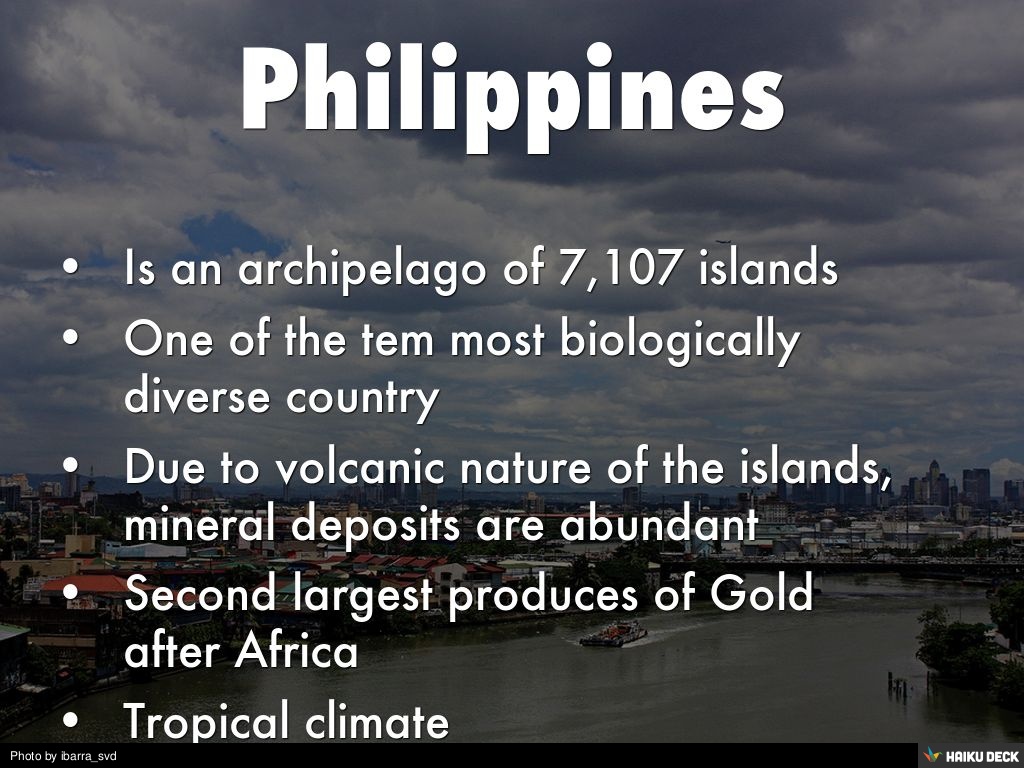 Philippines
• Is an archipelago of 7,107 islands
• One of the tem most biologically
diverse country
• Due to volcanic nature of the islands,
mineral deposits are abundant
• Second largest produces of Gold
after Africa
• Tropical climate
Photo by ibarra_svd
HAIKU DECK